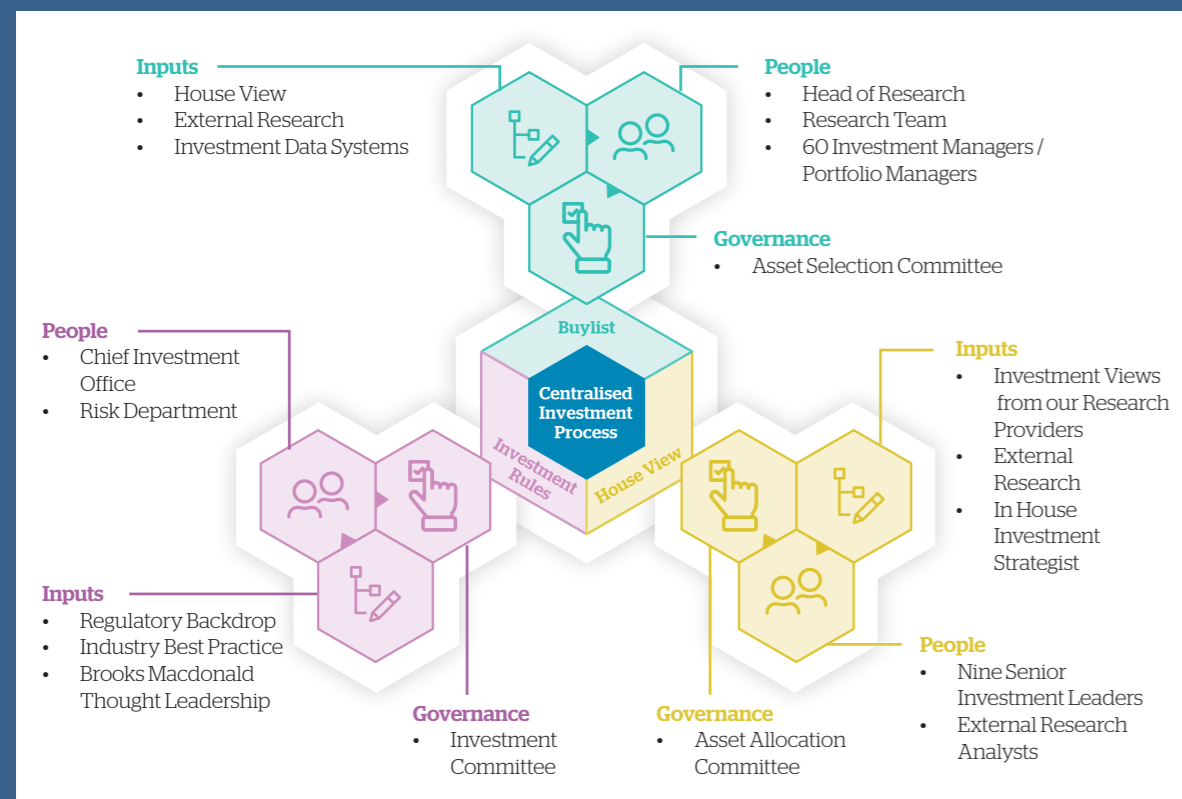 Inputs
• House View
• External Research
• Investment Data Systems
People
• Head of Research
• Research Team
• 60 Investment Managers /
Portfolio Managers
Governance
• Asset Selection Committee
Buylist
Centralised
Investment
Process
Investment
Rules
House View
People
• Chief Investment
Office
• Risk Department
Inputs
• Regulatory Backdrop
• Industry Best Practice
• Brooks Macdonald
Thought Leadership
Governance
• Investment
Committee
Inputs
• Investment Views
from our Research
Providers
• External
Research
• In House
Investment
Strategist
People
• Nine Senior
Investment Leaders
• External Research
Analysts
Governance
• Asset Allocation
Committee